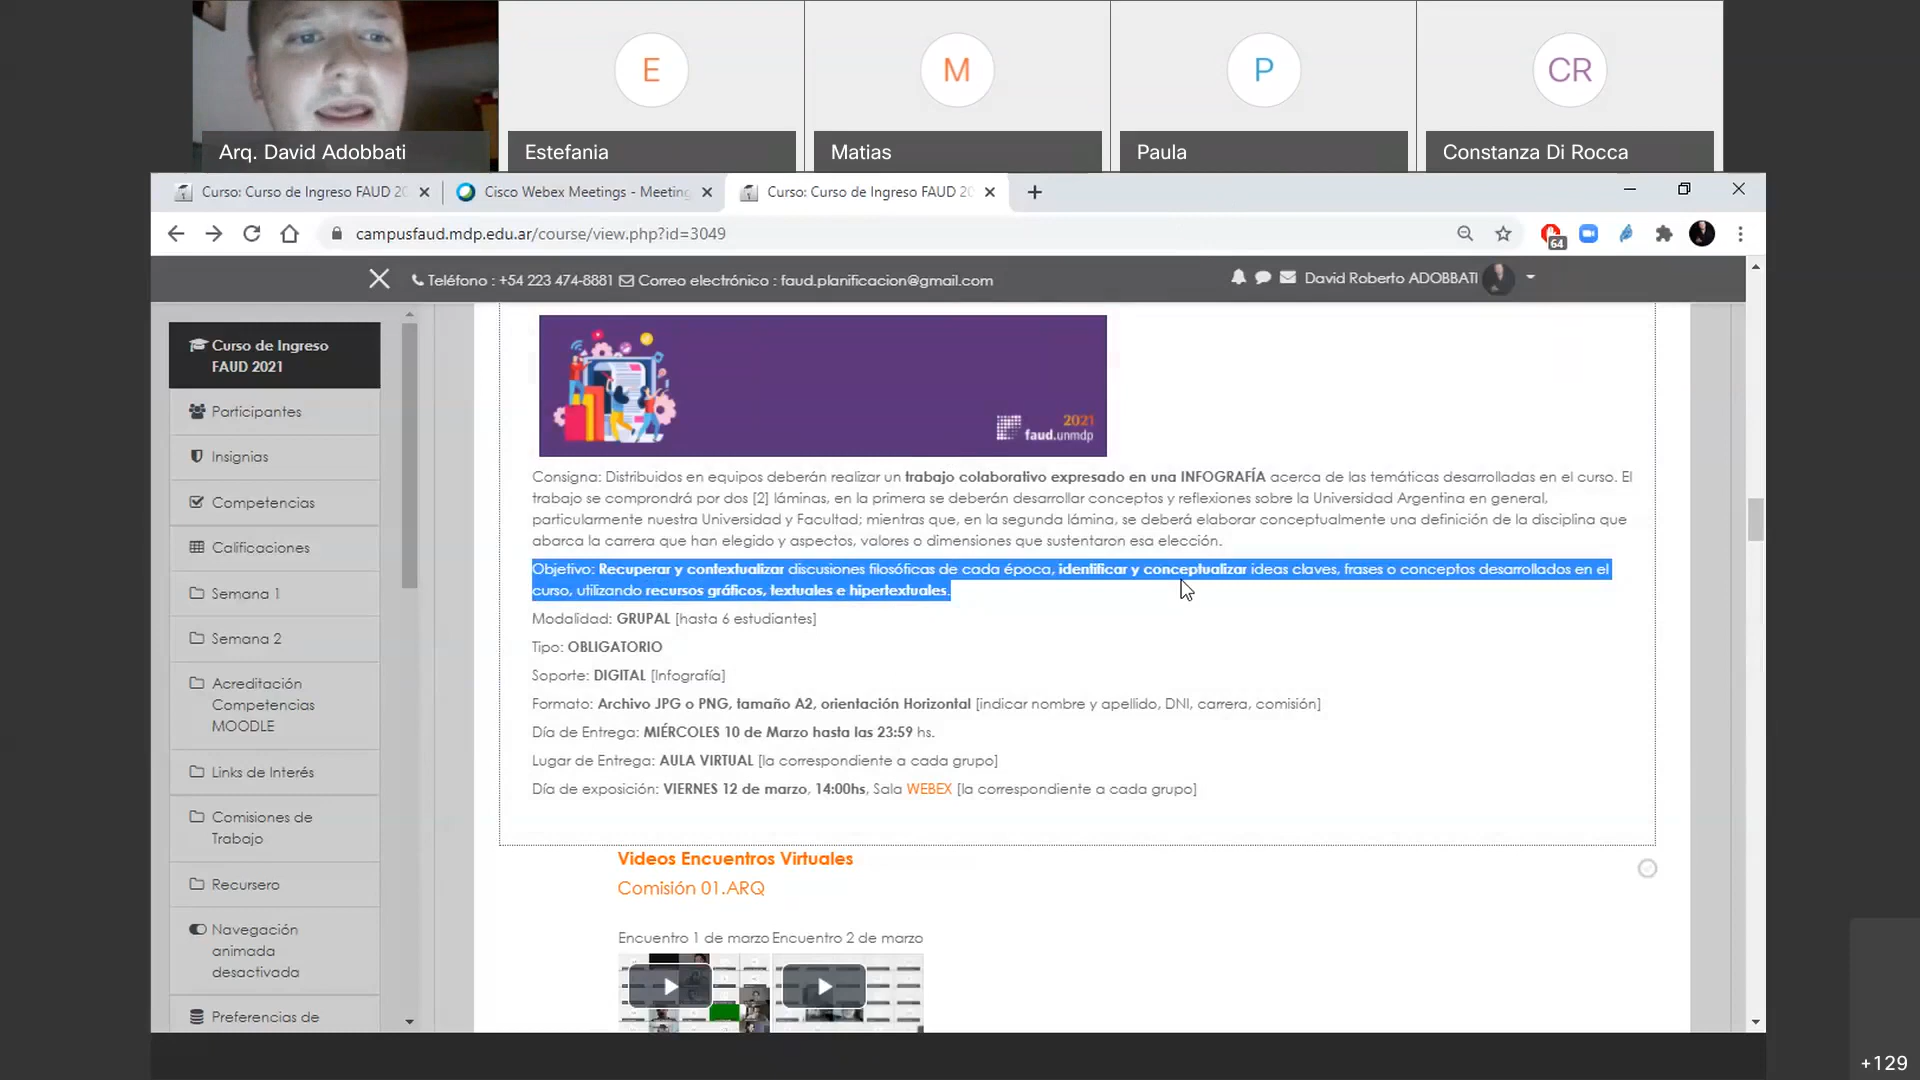 E
M
P
CR
Arq. David Adobbati
Estefania
Matias
Paula
Constanza Di Rocca
Curso: Curso de Ingreso FAUD 20
Cisco Webex Meetings - Meeting
Curso: Curso de Ingreso FAUD 20
campusfaud.mdp.edu.ar/course/view.php?id=3049
64
Teléfono : +54 223 474-8881 Correo electrónico : faud.planificacion@gmail.com
David Roberto ADOBBATI
Curso de Ingreso
FAUD 2021
Participantes
Insignias
Competencias
Calificaciones
Semana 1
Semana 2
Acreditación
Competencias
MOODLE
Links de Interés
Comisiones de
Trabajo
Recursero
Navegación
animada
desactivada
Preferencias de
2021
faud.unmdp
Consigna: Distribuidos en equipos deberán realizar un trabajo colaborativo expresado en una INFOGRAFÍA acerca de las temáticas desarrolladas en el curso. El
trabajo se comprondrá por dos [2] láminas, en la primera se deberán desarrollar conceptos y reflexiones sobre la Universidad Argentina en general,
particularmente nuestra Universidad y Facultad; mientras que, en la segunda lámina, se deberá elaborar conceptualmente una definición de la disciplina que
abarca la carrera que han elegido y aspectos, valores o dimensiones que sustentaron esa elección.
Objetivo: Recuperar y contextualizar discusiones filosóficas de cada época, identificar y conceptualizar ideas claves, frases o conceptos desarrollados en el
curso, utilizando recursos gráficos, textuales e hipertextuales.
Modalidad: GRUPAL [hasta 6 estudiantes]
Tipo: OBLIGATORIO
Soporte: DIGITAL [Infografía]
Formato: Archivo JPG o PNG, tamaño A2, orientación Horizontal [indicar nombre y apellido, DNI, carrera, comisión]
Día de Entrega: MIÉRCOLES 10 de Marzo hasta las 23:59 hs.
Lugar de Entrega: AULA VIRTUAL [la correspondiente a cada grupo]
Día de exposición: VIERNES 12 de marzo, 14:00hs, Sala WEBEX [la correspondiente a cada grupo]
Videos Encuentros Virtuales
Comisión 01.ARQ
Encuentro 1 de marzo Encuentro 2 de marzo
+129